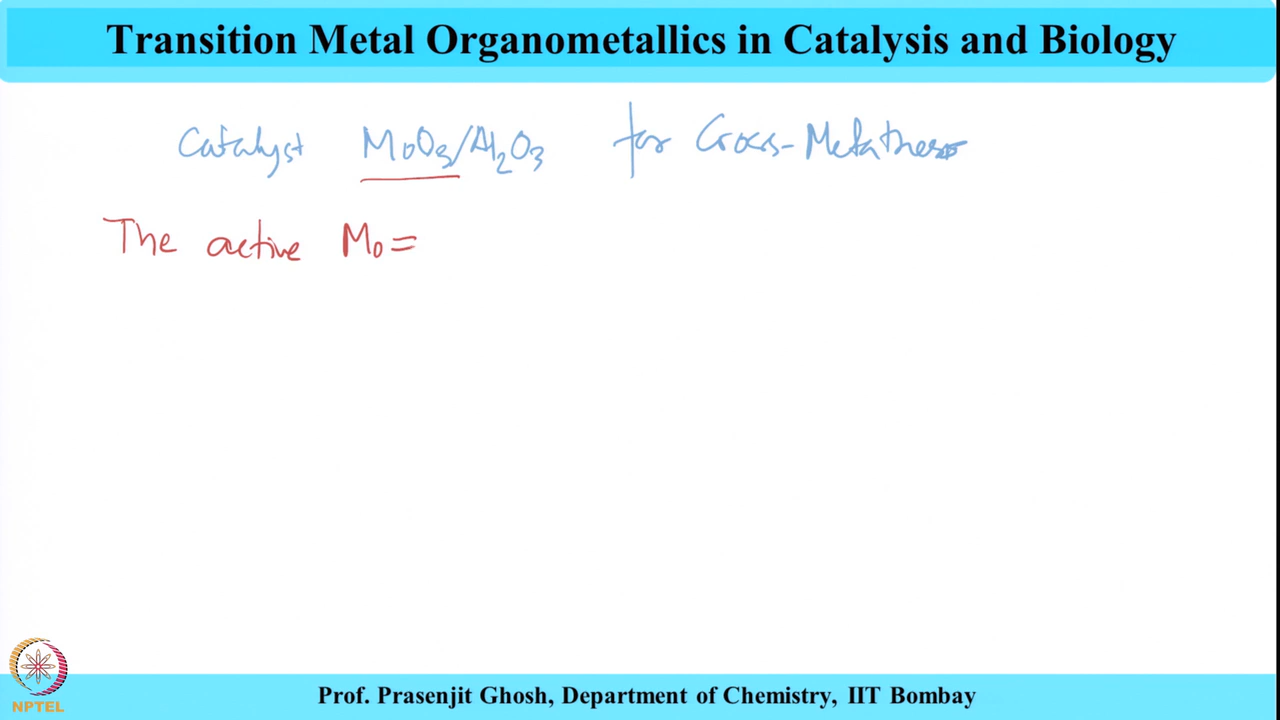 Transition Metal Organometallics in Catalysis and Biology
Catalyst MoO3/Al2O3 for Cross-Metathesis
The active Mo=
NPTEL
Prof. Prasenjit Ghosh, Department of Chemistry, IIT Bombay